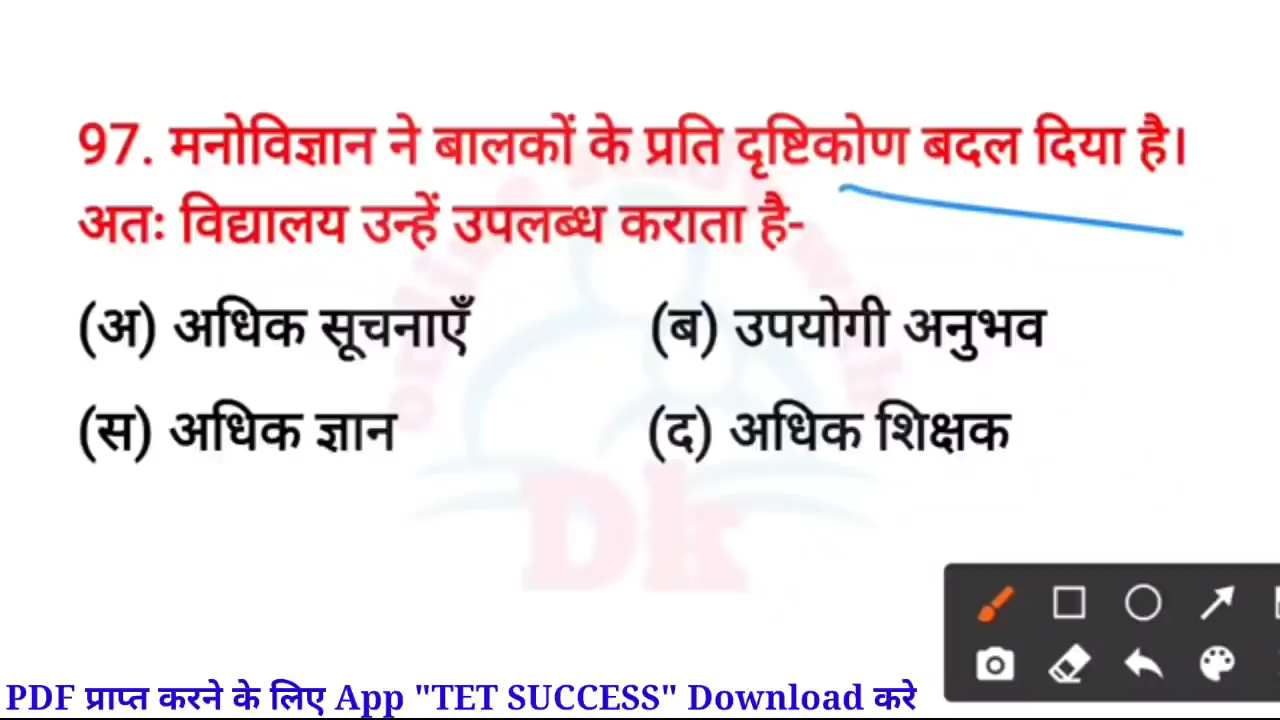 97. मनोविज्ञान ने बालकों के प्रति दृष्टिकोण बदल दिया है।
अतः विद्यालय उन्हें उपलब्ध कराता है-
(अ) अधिक सूचनाएँ (ब) उपयोगी अनुभव
(स) अधिक ज्ञान (द) अधिक शिक्षक
Dk
PDF प्राप्त करने के लिए App "TET SUCCESS" Download करे